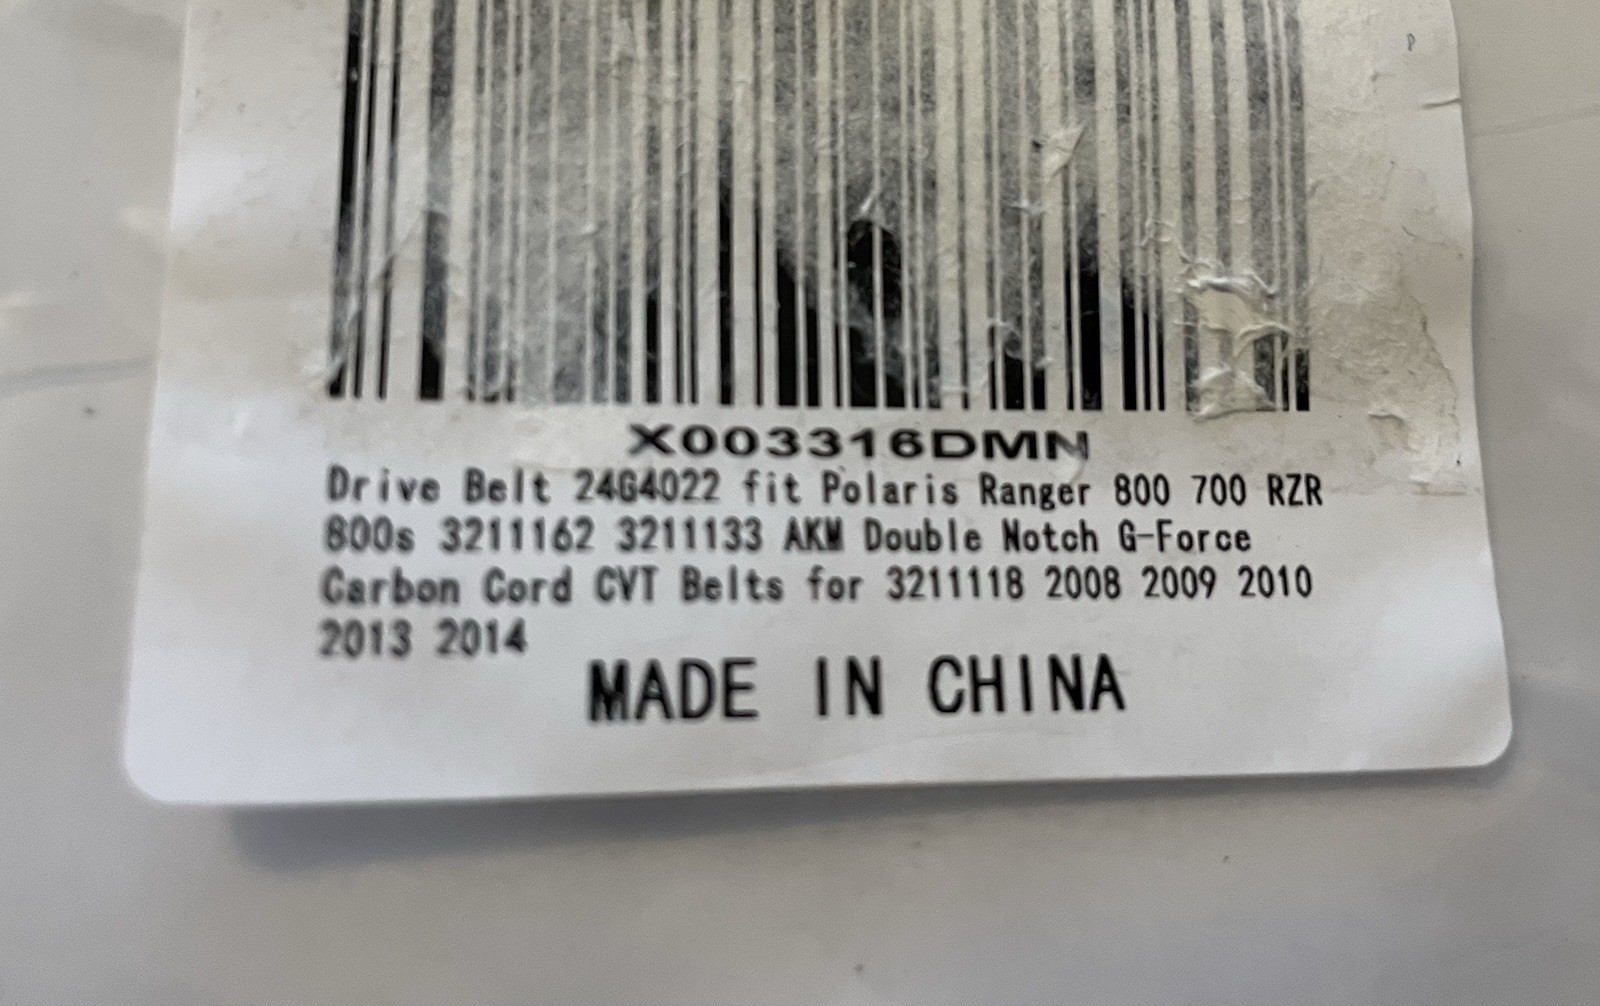 X003316DMN
Drive Belt 24G4022 fit Polaris Ranger 800 700 RZR
800s 3211162 3211133 AKM Double Notch G-Force
Carbon Cord CVT Belts for 3211118 2008 2009 2010
2013 2014
MADE IN CHINA